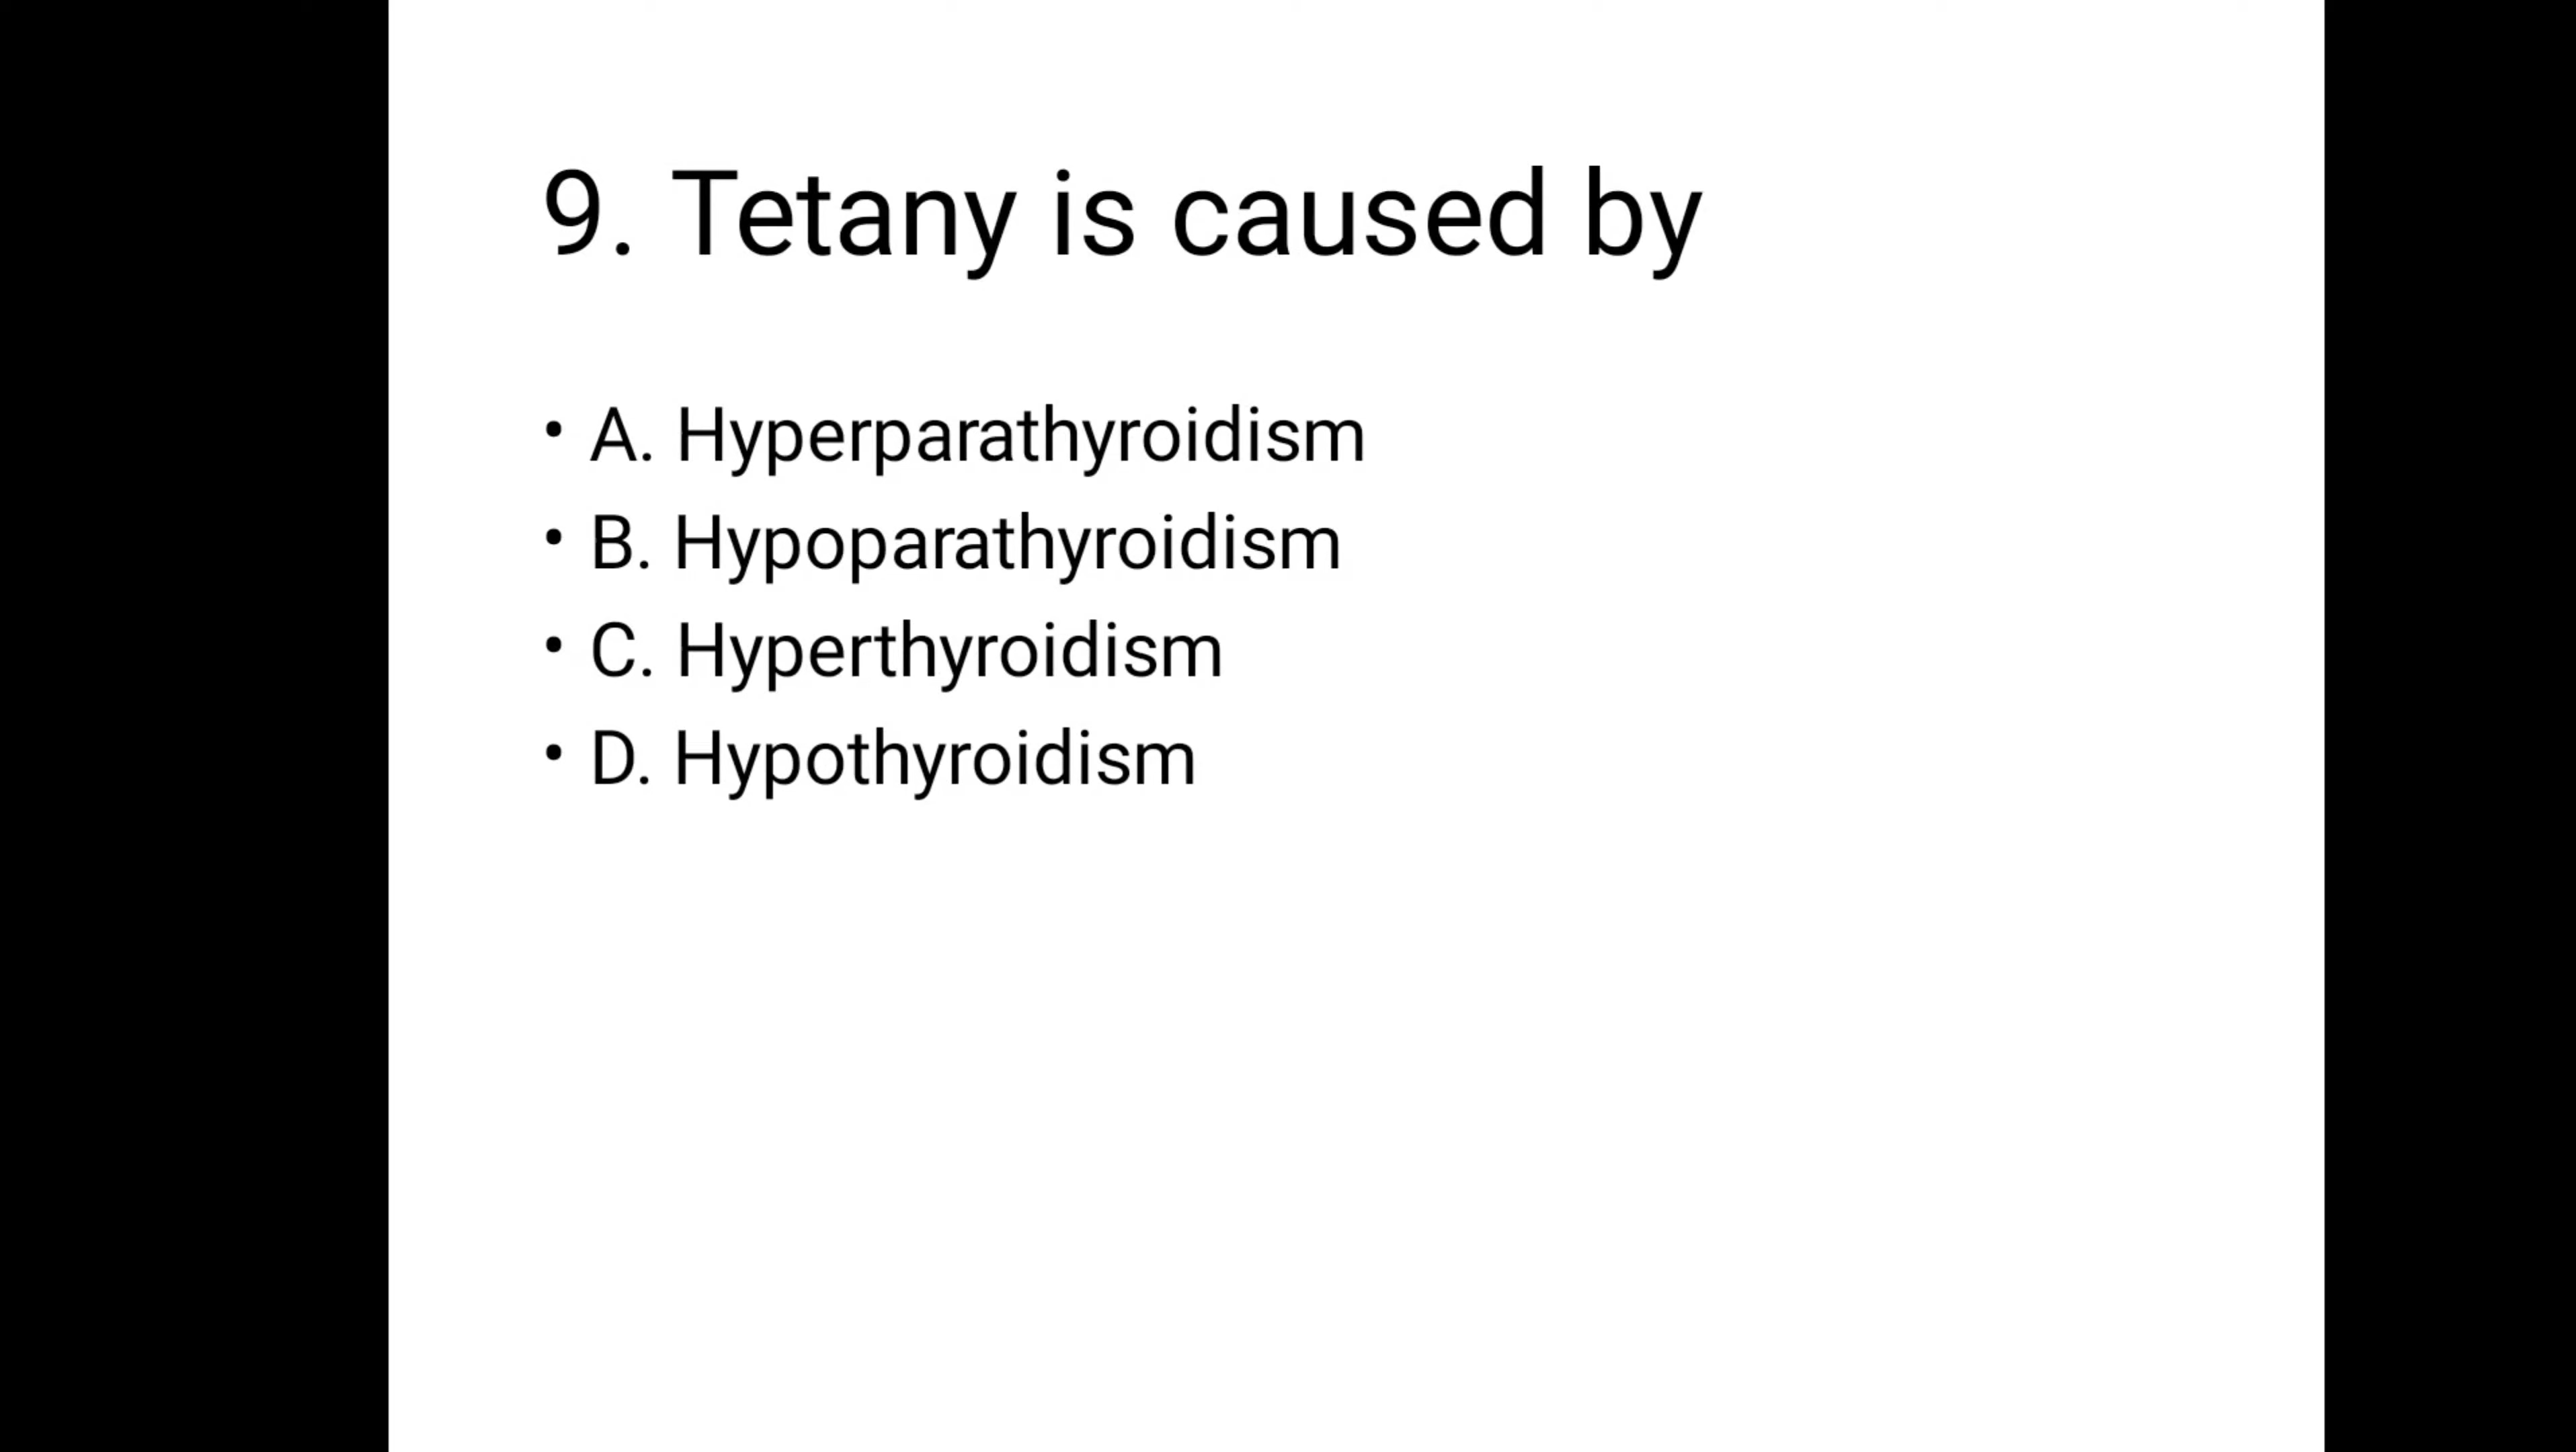 9. Tetany is caused by
• A. Hyperparathyroidism
• B. Hypoparathyroidism
• C. Hyperthyroidism
• D. Hypothyroidism